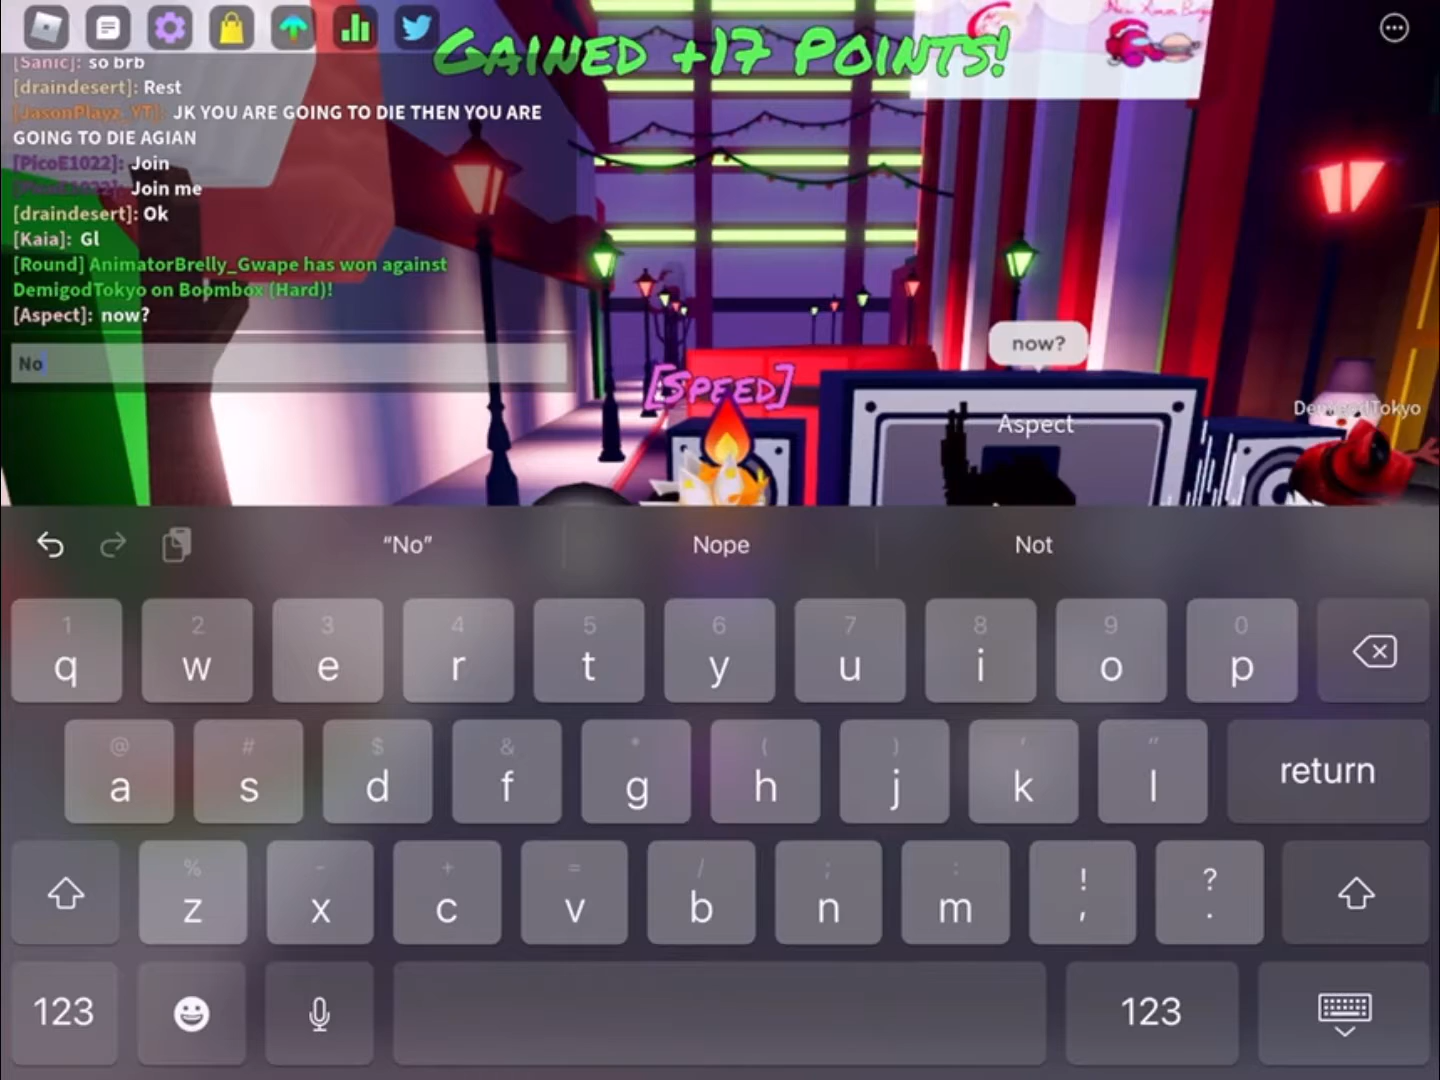 GAINED +17 POINTS!
[Sanic]: so brb
[draindesert]: Rest
[JasonPlayz_YT]: JK YOU ARE GOING TO DIE THEN YOU ARE
GOING TO DIE AGIAN
[PicoE1022]: Join
[PicoE1022]: Join me
[draindesert]: Ok
[Kaia]: Gl
[Round] AnimatorBrelly_Gwape has won against
DemigodTokyo on Boombox (Hard)!
[Aspect]: now?
No
now?
[SPEED]
Aspect
DemigodTokyo
“No” Nope Not
1 2 3 4 5 6 7 8 9 0
q w e r t y u i o p
@ # $ & * ( ) ' "
a s d f g h j k l return
% - + = / ; : ! ?
z x c v b n m , .
123 123